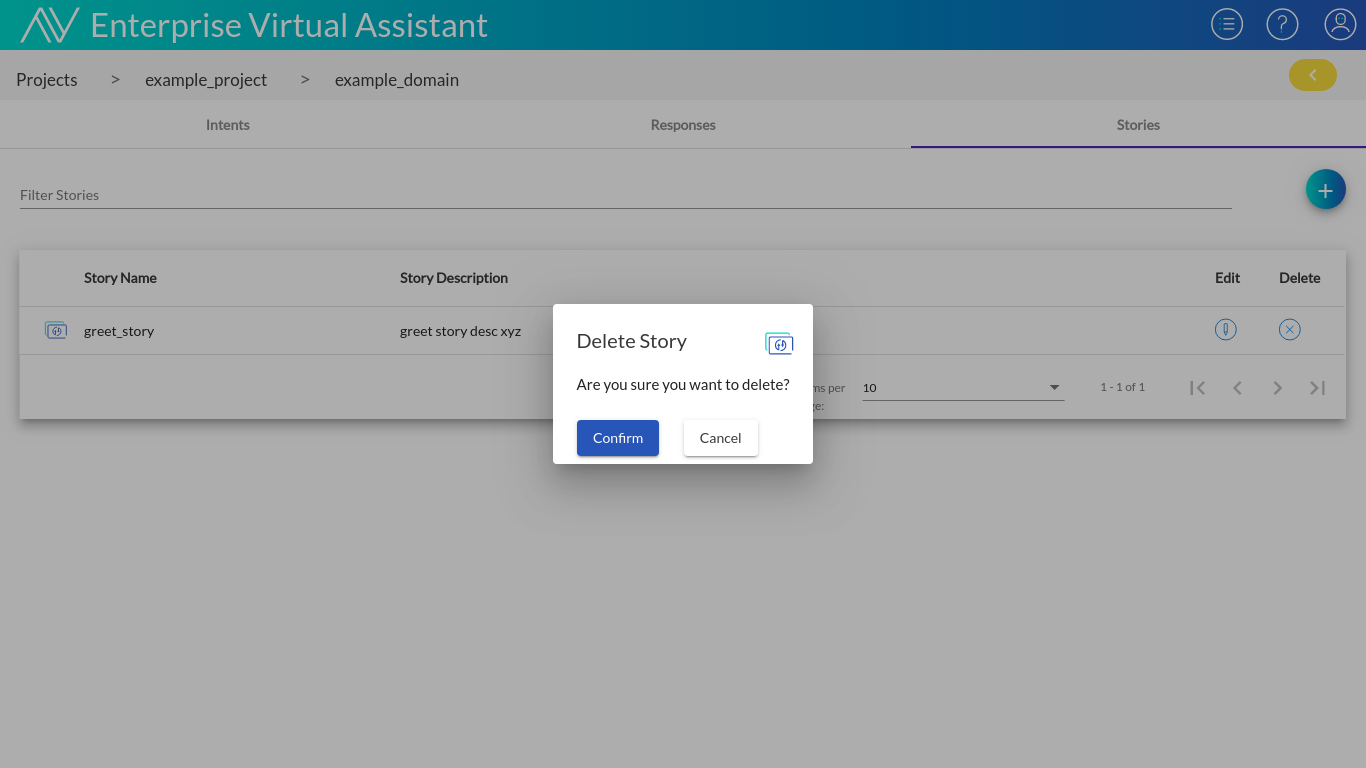 Enterprise Virtual Assistant
Projects > example_project > example_domain
Intents Responses Stories
Filter Stories
Story Name Story Description Edit Delete
greet_story greet story desc xyz
Delete Story
Are you sure you want to delete?
Confirm Cancel
per 10 1 - 1 of 1